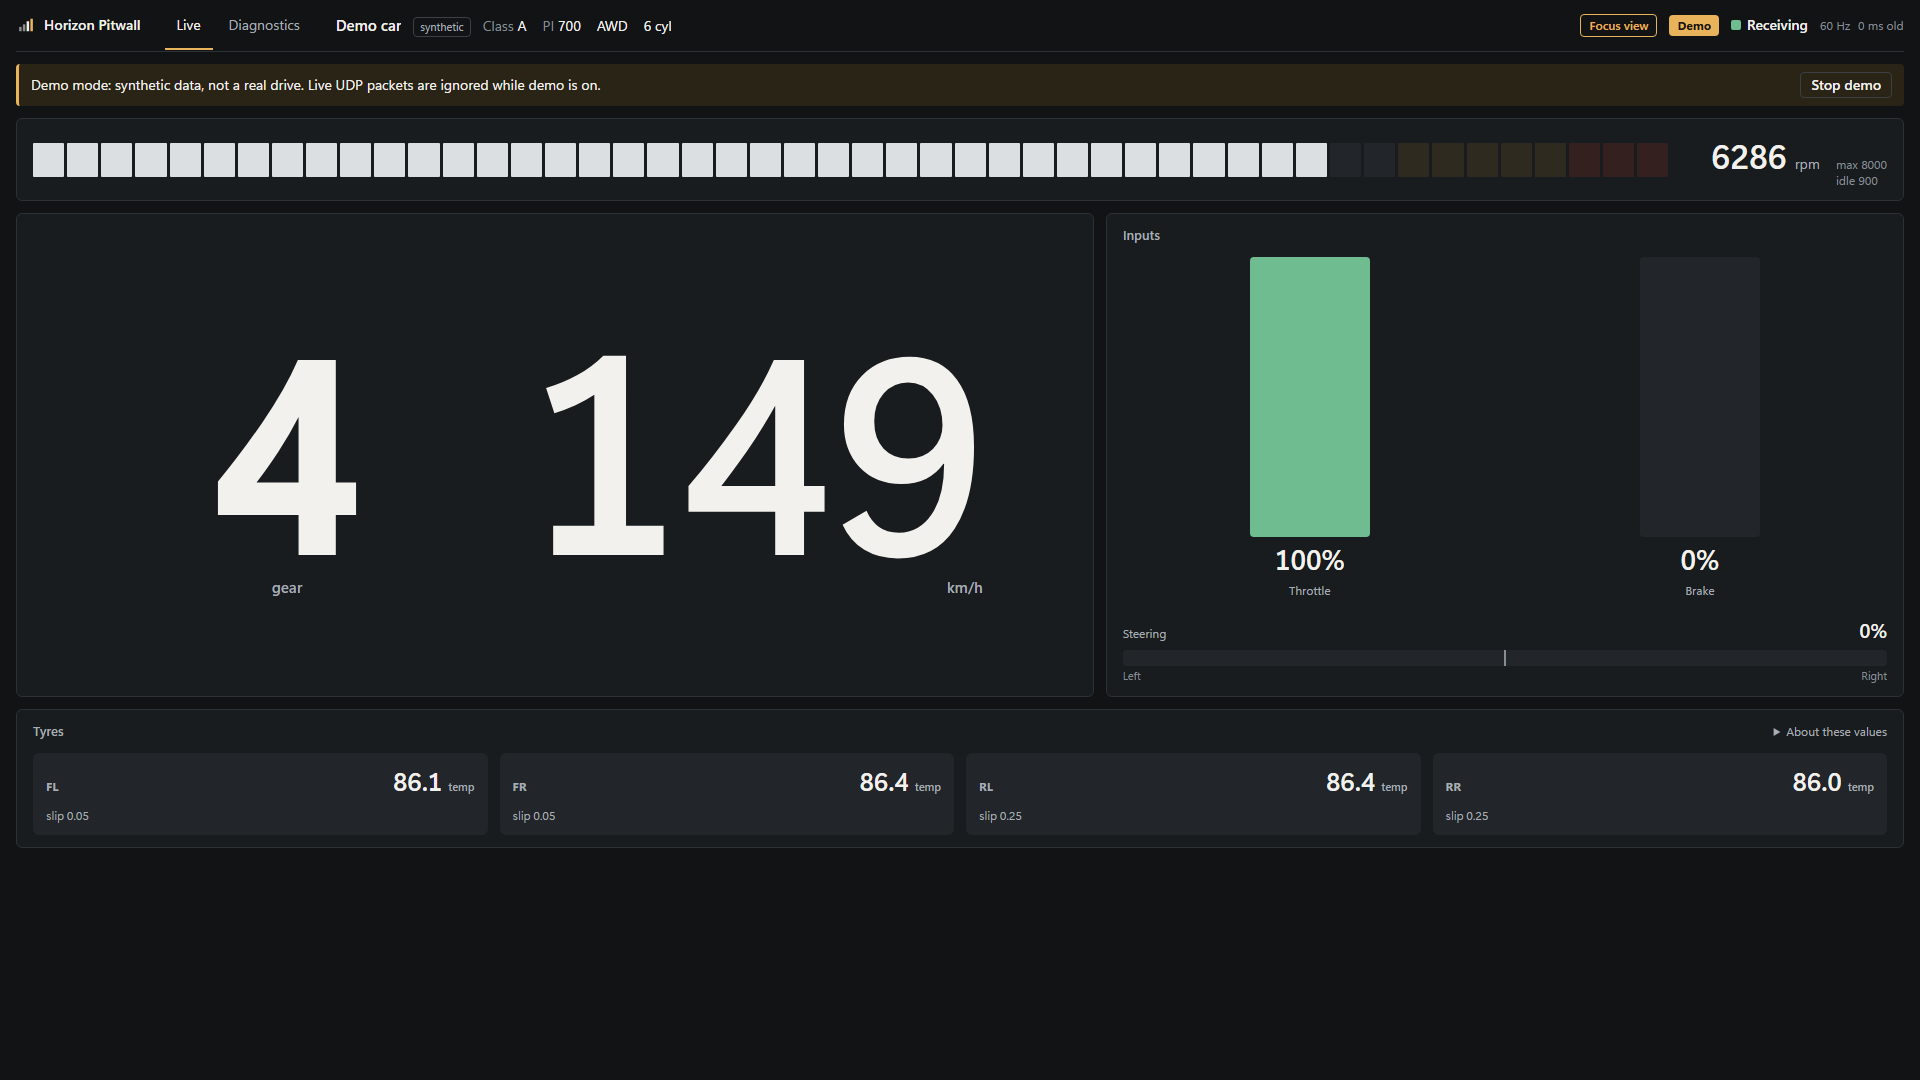 Horizon Pitwall Live Diagnostics Demo car synthetic Class A PI 700 AWD 6 cyl Focus view Demo Receiving 60 Hz 0 ms old
Demo mode: synthetic data, not a real drive. Live UDP packets are ignored while demo is on. Stop demo
6286 rpm max 8000
idle 900
4 149
gear km/h
Inputs
100% 0%
Throttle Brake
Steering 0%
Left Right
Tyres About these values
FL 86.1 temp FR 86.4 temp RL 86.4 temp RR 86.0 temp
slip 0.05 slip 0.05 slip 0.25 slip 0.25